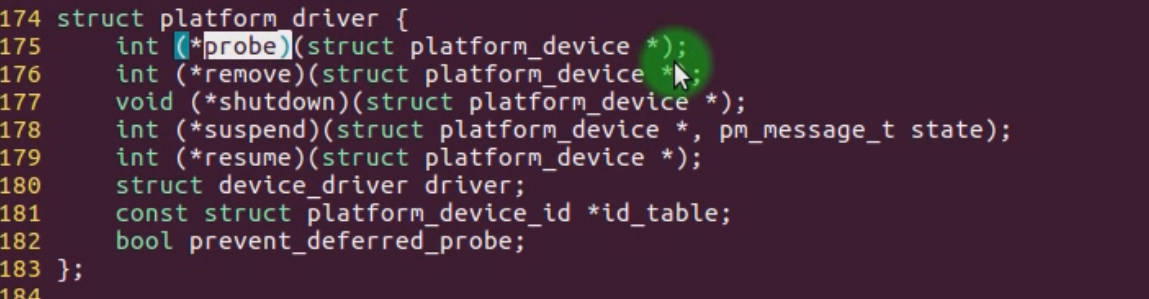 174 struct platform_driver {
175     int (*probe)(struct platform_device *);
176     int (*remove)(struct platform_device *);
177     void (*shutdown)(struct platform_device *);
178     int (*suspend)(struct platform_device *, pm_message_t state);
179     int (*resume)(struct platform_device *);
180     struct device_driver driver;
181     const struct platform_device_id *id_table;
182     bool prevent_deferred_probe;
183 };
184